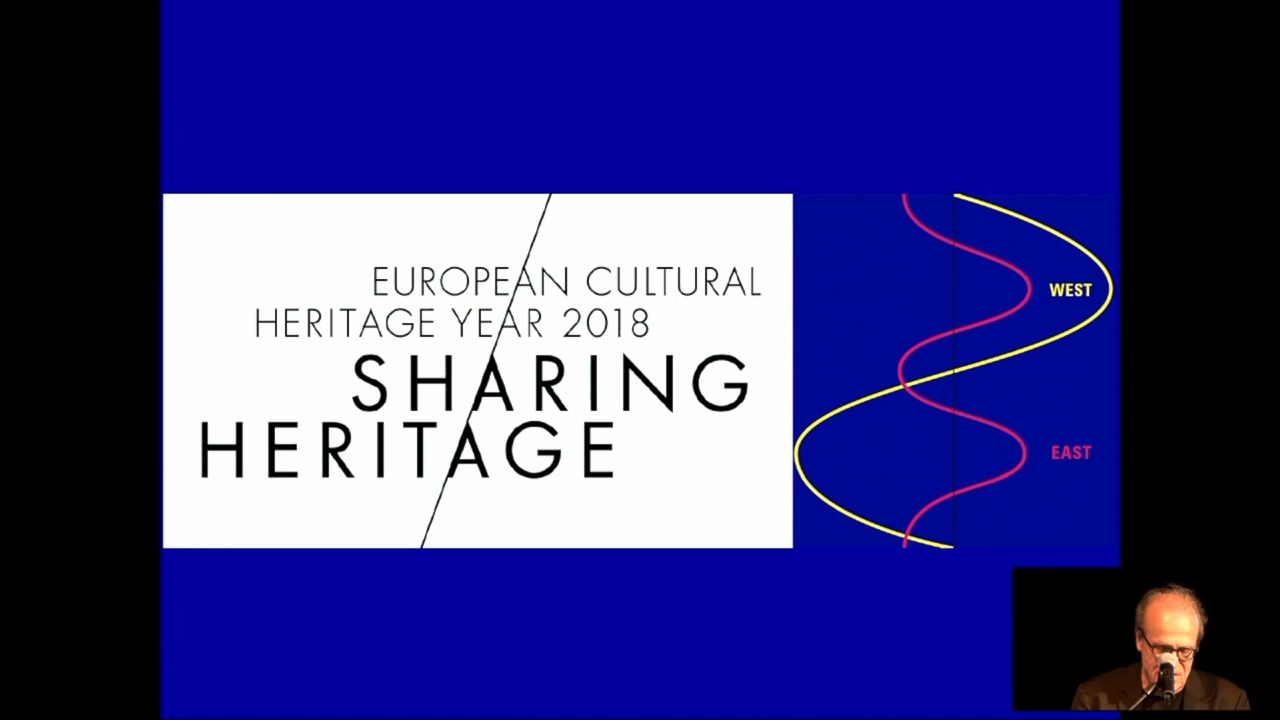 EUROPEAN CULTURAL
HERITAGE YEAR 2018
SHARING
HERITAGE
WEST
EAST